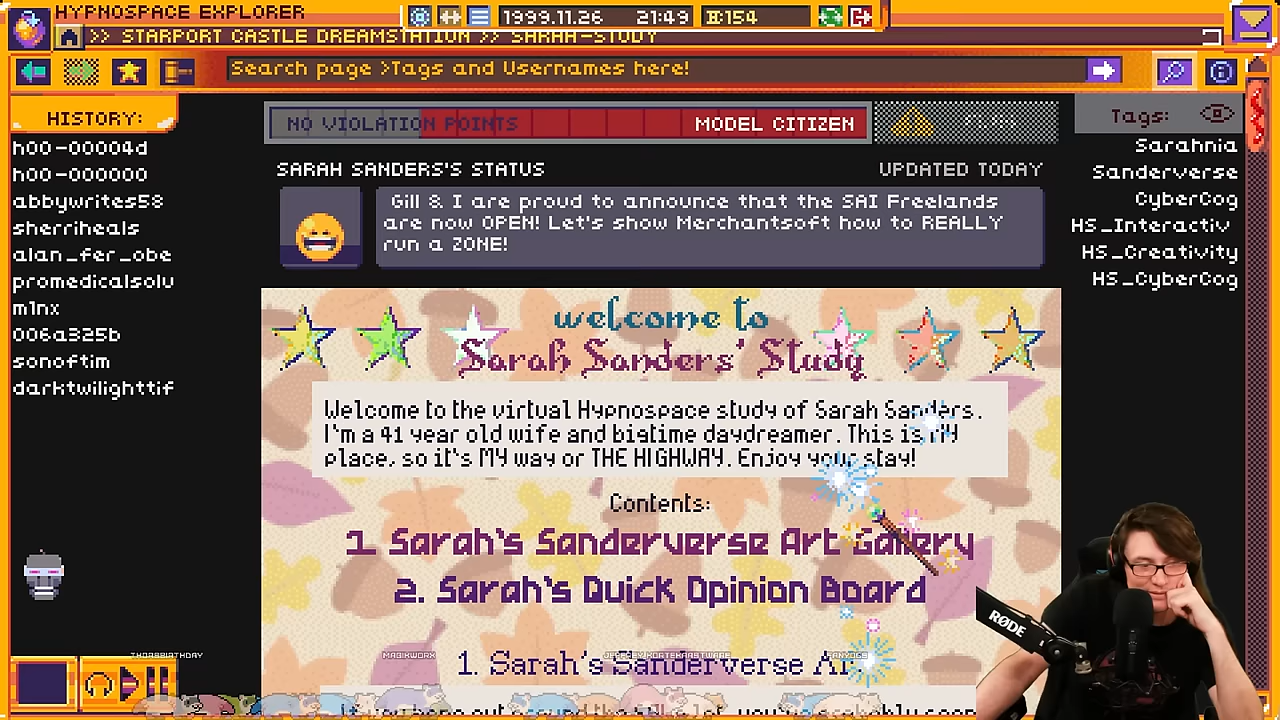 HYPNOSPACE EXPLORER
1999.11.26 21:49 154
>> STARPORT CASTLE DREAMSTATION >> SARAH-STUDY
Search page >Tags and Usernames here!
HISTORY:
h00-00004d
h00-000000
abbywrites58
sherriheals
alan_fer_obe
promedicalsolu
m1nx
006a325b
sonoftim
darktwilighttif
NO VIOLATION POINTS MODEL CITIZEN
Tags:
Sarahnia
Sanderverse
CyberCog
HS_Interactiv
HS_Creativity
HS_CyberCog
SARAH SANDERS'S STATUS UPDATED TODAY
Gill & I are proud to announce that the SAI Freelands
are now OPEN! Let's show Merchantsoft how to REALLY
run a ZONE!
welcome to
Sarah Sanders' Study
Welcome to the virtual Hypnospace study of Sarah Sanders.
I'm a 41 year old wife and bigtime daydreamer. This is MY
place, so it's MY way or THE HIGHWAY. Enjoy your stay!
Contents:
1. Sarah's Sanderverse Art Gallery
2. Sarah's Quick Opinion Board
1. Sarah's Sanderverse Ar
RØDE
THORSBIRTHDAY
MAGIKWORX